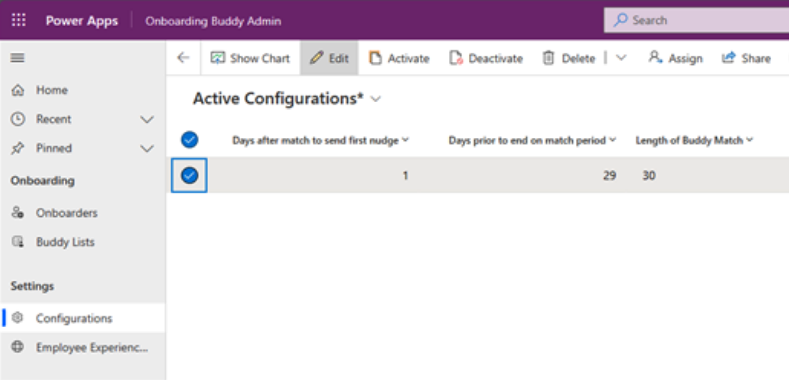 Power Apps Onboarding Buddy Admin Search
Show Chart Edit Activate Deactivate Delete Assign Share
Home
Recent
Pinned
Onboarding
Onboarders
Buddy Lists
Settings
Configurations
Employee Experienc...
Active Configurations*
Days after match to send first nudge Days prior to end on match period Length of Buddy Match
1 29 30